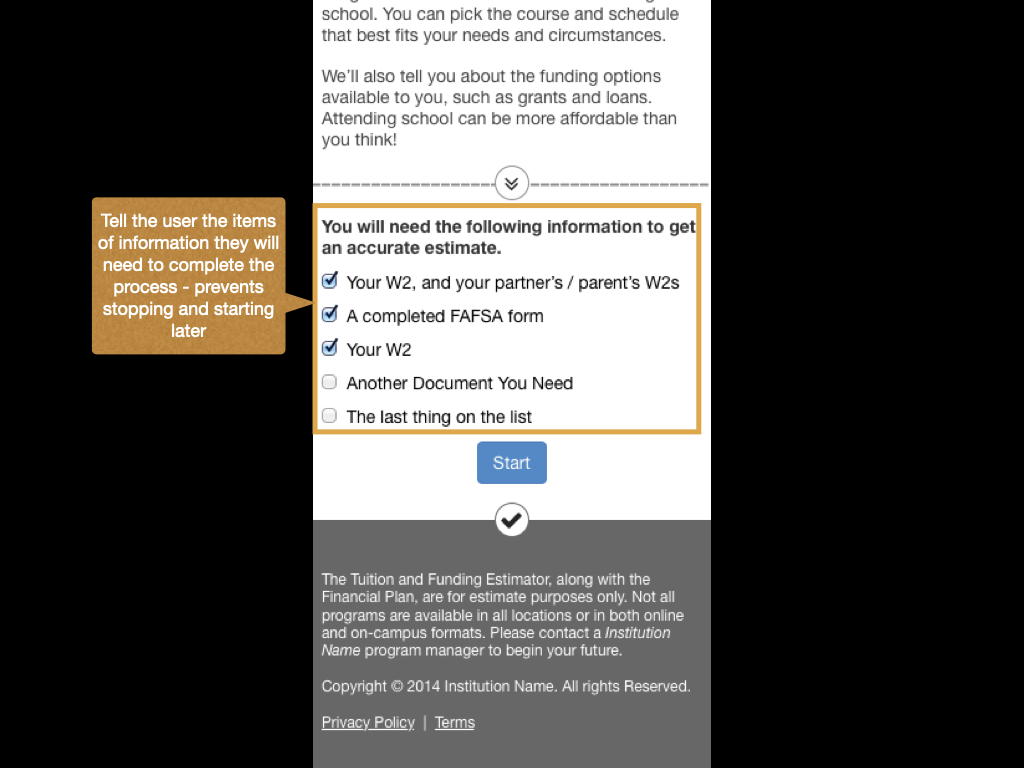 school. You can pick the course and schedule
that best fits your needs and circumstances.
We’ll also tell you about the funding options
available to you, such as grants and loans.
Attending school can be more affordable than
you think!
Tell the user the items
of information they will
need to complete the
process - prevents
stopping and starting
later
You will need the following information to get
an accurate estimate.
Your W2, and your partner’s / parent’s W2s
A completed FAFSA form
Your W2
Another Document You Need
The last thing on the list
Start
The Tuition and Funding Estimator, along with the
Financial Plan, are for estimate purposes only. Not all
programs are available in all locations or in both online
and on-campus formats. Please contact a Institution
Name program manager to begin your future.
Copyright © 2014 Institution Name. All rights Reserved.
Privacy Policy | Terms